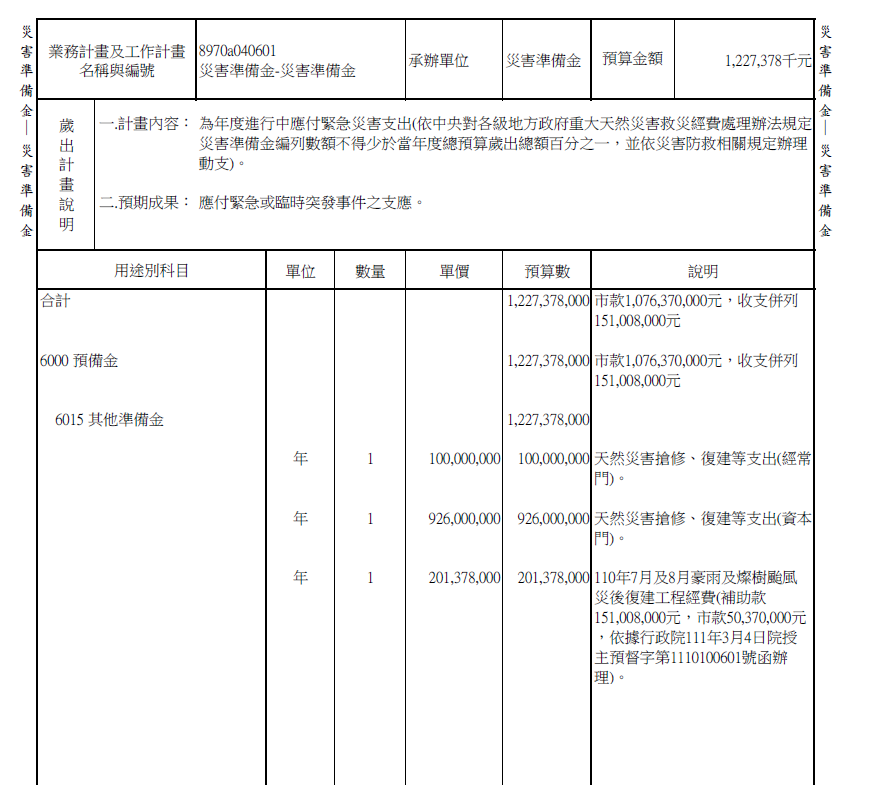 災害準備金—災害準備金
業務計畫及工作計畫
名稱與編號
8970a040601
災害準備金-災害準備金
承辦單位
災害準備金
預算金額
1,227,378千元
歲出計畫說明
一.計畫內容： 為年度進行中應付緊急災害支出(依中央對各級地方政府重大天然災害救災經費處理辦法規定
災害準備金編列數額不得少於當年度總預算歲出總額百分之一，並依災害防救相關規定辦理
動支)。
二.預期成果： 應付緊急或臨時突發事件之支應。
用途別科目 單位 數量 單價 預算數 說明
合計 1,227,378,000 市款1,076,370,000元，收支併列
151,008,000元
6000 預備金 1,227,378,000 市款1,076,370,000元，收支併列
151,008,000元
6015 其他準備金 1,227,378,000
年 1 100,000,000 100,000,000 天然災害搶修、復建等支出(經常
門)。
年 1 926,000,000 926,000,000 天然災害搶修、復建等支出(資本
門)。
年 1 201,378,000 201,378,000 110年7月及8月豪雨及燦樹颱風
災後復建工程經費(補助款
151,008,000元，市款50,370,000元
，依據行政院111年3月4日院授
主預督字第1110100601號函辦
理)。
災害準備金—災害準備金